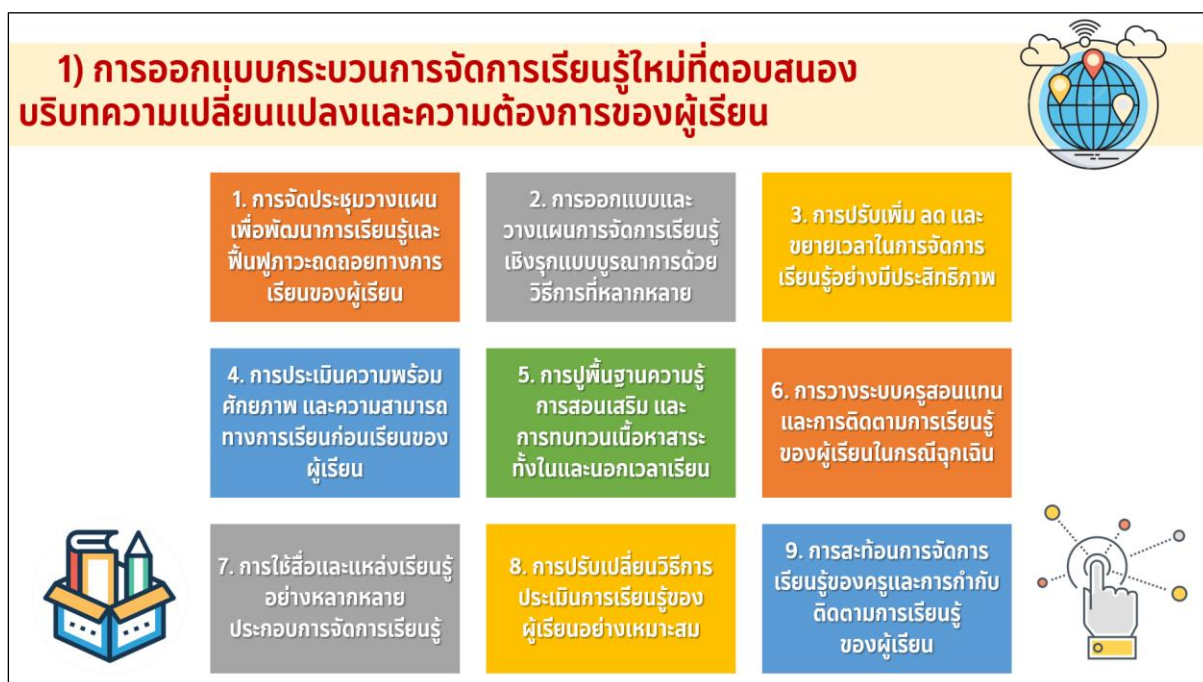 1) การออกแบบกระบวนการจัดการเรียนรู้ใหม่ที่ตอบสนอง
บริบทความเปลี่ยนแปลงและความต้องการของผู้เรียน
1. การจัดประชุมวางแผน
เพื่อพัฒนาการเรียนรู้และ
ฟื้นฟูภาวะถดถอยทางการ
เรียนของผู้เรียน
2. การออกแบบและ
วางแผนการจัดการเรียนรู้
เชิงรุกแบบบูรณาการด้วย
วิธีการที่หลากหลาย
3. การปรับเพิ่ม ลด และ
ขยายเวลาในการจัดการ
เรียนรู้อย่างมีประสิทธิภาพ
4. การประเมินความพร้อม
ศักยภาพ และความสามารถ
ทางการเรียนก่อนเรียนของ
ผู้เรียน
5. การปูพื้นฐานความรู้
การสอนเสริม และ
การทบทวนเนื้อหาสาระ
ทั้งในและนอกเวลาเรียน
6. การวางระบบครูสอนแทน
และการติดตามการเรียนรู้
ของผู้เรียนในกรณีฉุกเฉิน
7. การใช้สื่อและแหล่งเรียนรู้
อย่างหลากหลาย
ประกอบการจัดการเรียนรู้
8. การปรับเปลี่ยนวิธีการ
ประเมินการเรียนรู้ของ
ผู้เรียนอย่างเหมาะสม
9. การสะท้อนการจัดการ
เรียนรู้ของครูและการกำกับ
ติดตามการเรียนรู้
ของผู้เรียน